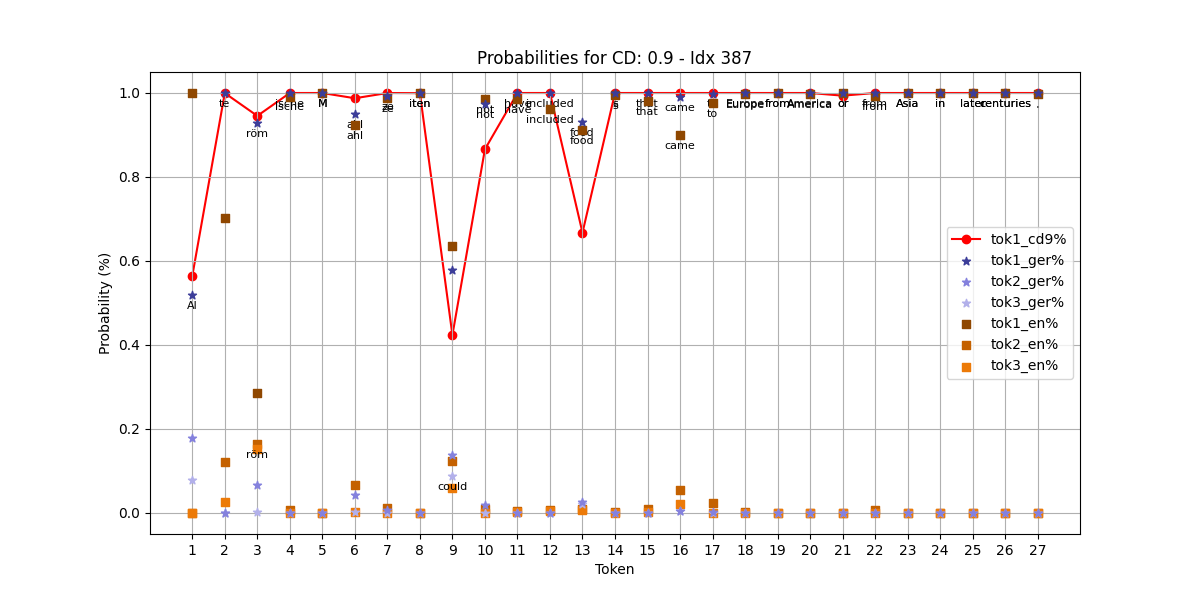 Probabilities for CD: 0.9 - Idx 387
Probability (%)
1.0
0.8
0.6
0.4
0.2
0.0
te
röm
ische
ische
M
ahl
ahl
ze
iten
not
not
have
have
included
included
food
food
s
that
that
came
came
to
Europe
from
America
or
from
from
Asia
in
later
centuries
.
Al
röm
could
tok1_cd9%
tok1_ger%
tok2_ger%
tok3_ger%
tok1_en%
tok2_en%
tok3_en%
1 2 3 4 5 6 7 8 9 10 11 12 13 14 15 16 17 18 19 20 21 22 23 24 25 26 27
Token